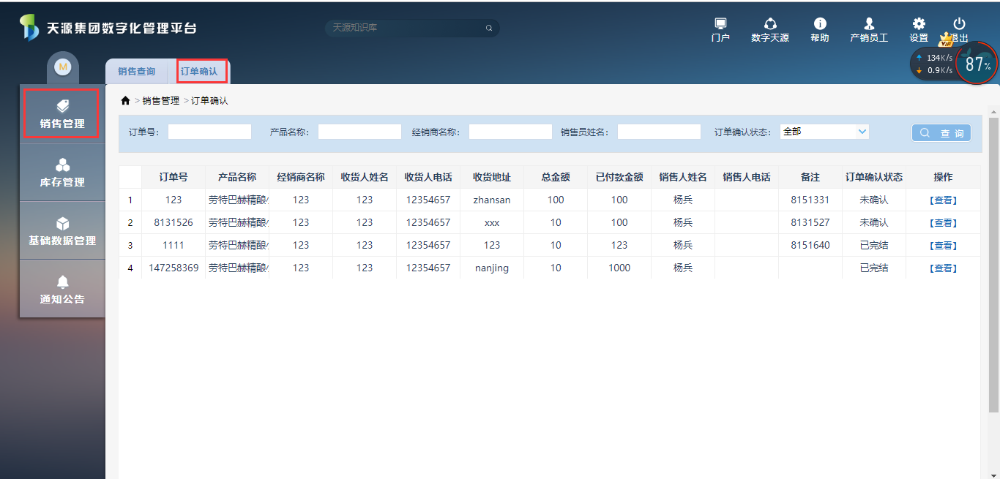 天源集团数字化管理平台
天源知识库
门户 数字天源 帮助 产销员工 设置 退出
VIP
134K/s
0.9K/s
87%
M
销售查询 订单确认
销售管理
库存管理
基础数据管理
通知公告
> 销售管理 > 订单确认
订单号: 产品名称: 经销商名称: 销售员姓名: 订单确认状态: 全部 查 询
订单号 产品名称 经销商名称 收货人姓名 收货人电话 收货地址 总金额 已付款金额 销售人姓名 销售人电话 备注 订单确认状态 操作
1 123 劳特巴赫精酿 123 123 12354657 zhansan 100 100 杨兵 8151331 未确认 【查看】
2 8131526 劳特巴赫精酿 123 123 12354657 xxx 10 100 杨兵 8131527 未确认 【查看】
3 1111 劳特巴赫精酿 123 123 12354657 123 10 123 杨兵 8151640 已完结 【查看】
4 147258369 劳特巴赫精酿 123 123 12354657 nanjing 10 1000 杨兵 已完结 【查看】